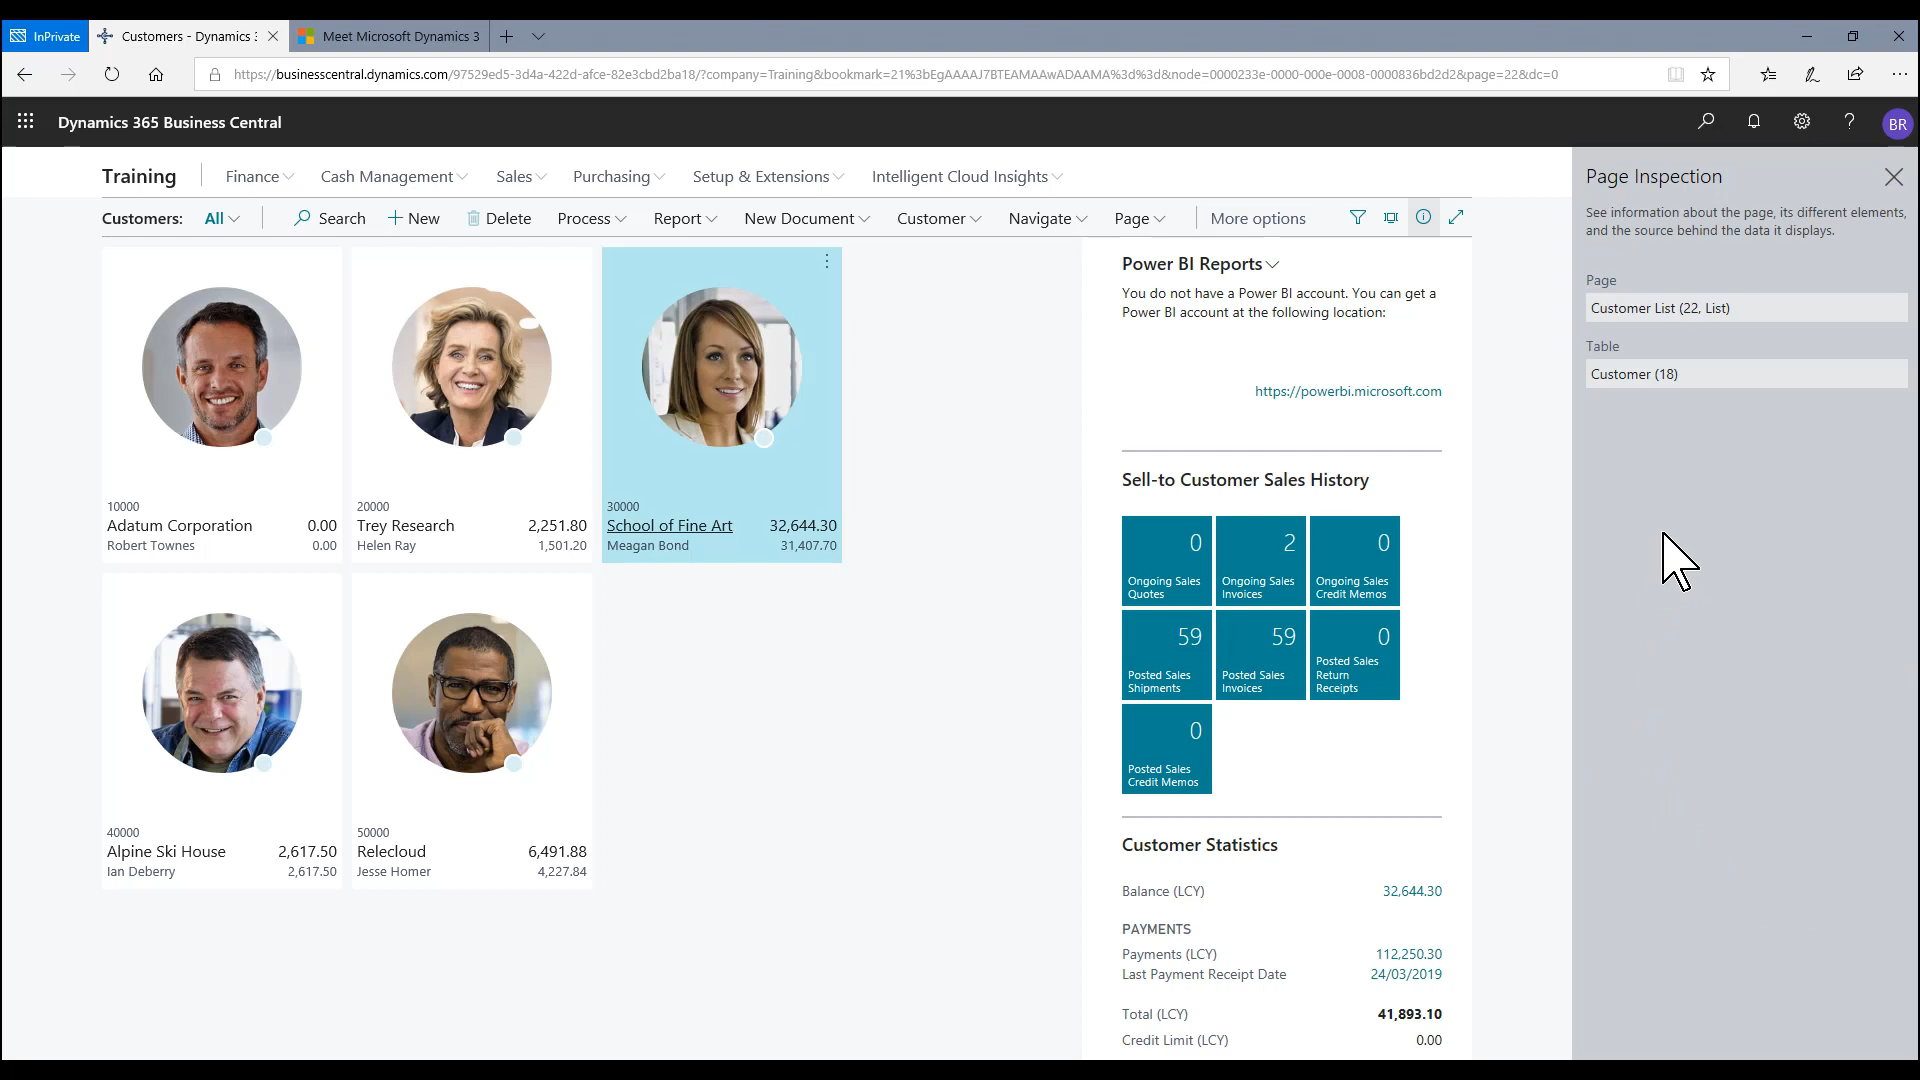 InPrivate
Customers - Dynamics 3
Meet Microsoft Dynamics 3
https://businesscentral.dynamics.com/97529ed5-3d4a-422d-afce-82e3cbd2ba18/?company=Training&bookmark=21%3bEgAAAAJ7BTEAMAAwADAAMA%3d%3d&node=0000233e-0000-000e-0008-0000836bd2d2&page=22&dc=0
Dynamics 365 Business Central
BR
Training
Finance
Cash Management
Sales
Purchasing
Setup & Extensions
Intelligent Cloud Insights
Customers:
All
Search
New
Delete
Process
Report
New Document
Customer
Navigate
Page
More options
10000
Adatum Corporation 0.00
Robert Townes 0.00
20000
Trey Research 2,251.80
Helen Ray 1,501.20
30000
School of Fine Art 32,644.30
Meagan Bond 31,407.70
40000
Alpine Ski House 2,617.50
Ian Deberry 2,617.50
50000
Relecloud 6,491.88
Jesse Homer 4,227.84
Power BI Reports
You do not have a Power BI account. You can get a
Power BI account at the following location:
https://powerbi.microsoft.com
Sell-to Customer Sales History
0
Ongoing Sales
Quotes
2
Ongoing Sales
Invoices
0
Ongoing Sales
Credit Memos
59
Posted Sales
Shipments
59
Posted Sales
Invoices
0
Posted Sales
Return
Receipts
0
Posted Sales
Credit Memos
Customer Statistics
Balance (LCY) 32,644.30
PAYMENTS
Payments (LCY) 112,250.30
Last Payment Receipt Date 24/03/2019
Total (LCY) 41,893.10
Credit Limit (LCY) 0.00
Page Inspection
See information about the page, its different elements,
and the source behind the data it displays.
Page
Customer List (22, List)
Table
Customer (18)